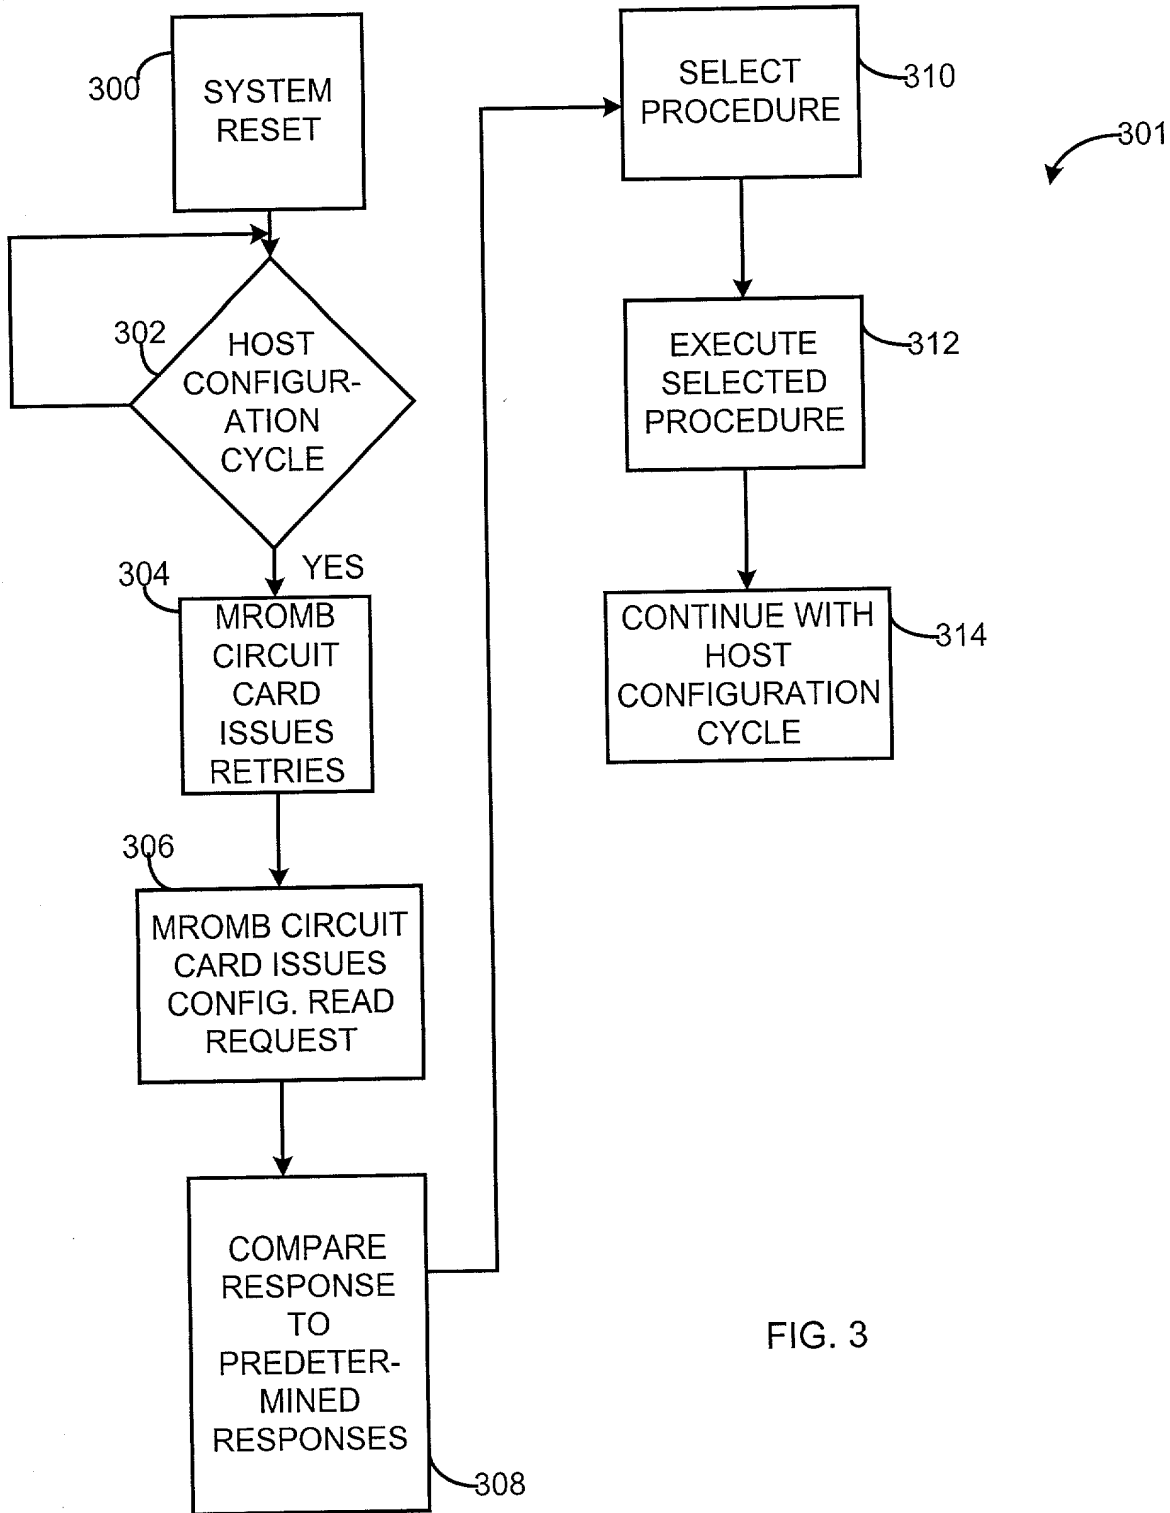 300
SYSTEM
RESET
302
HOST
CONFIGUR-
ATION
CYCLE
YES
304
MROMB
CIRCUIT
CARD
ISSUES
RETRIES
306
MROMB CIRCUIT
CARD ISSUES
CONFIG. READ
REQUEST
COMPARE
RESPONSE
TO
PREDETER-
MINED
RESPONSES
308
SELECT
PROCEDURE
310
301
EXECUTE
SELECTED
PROCEDURE
312
CONTINUE WITH
HOST
CONFIGURATION
CYCLE
314
FIG. 3